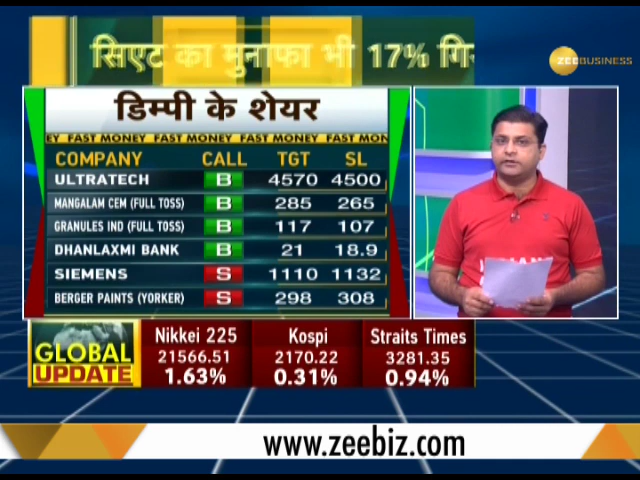 सिएट का मुनाफा भी 17%
ZEEBUSINESS
डिम्पी के शेयर
EY FAST MONEY FAST MONEY FAST MONEY FAST MON
COMPANY CALL TGT SL
ULTRATECH B 4570 4500
MANGALAM CEM (FULL TOSS) B 285 265
GRANULES IND (FULL TOSS) B 117 107
DHANLAXMI BANK B 21 18.9
SIEMENS S 1110 1132
BERGER PAINTS (YORKER) S 298 308
GLOBAL UPDATE
Nikkei 225 Kospi Straits Times
21566.51 2170.22 3281.35
1.63% 0.31% 0.94%
www.zeebiz.com